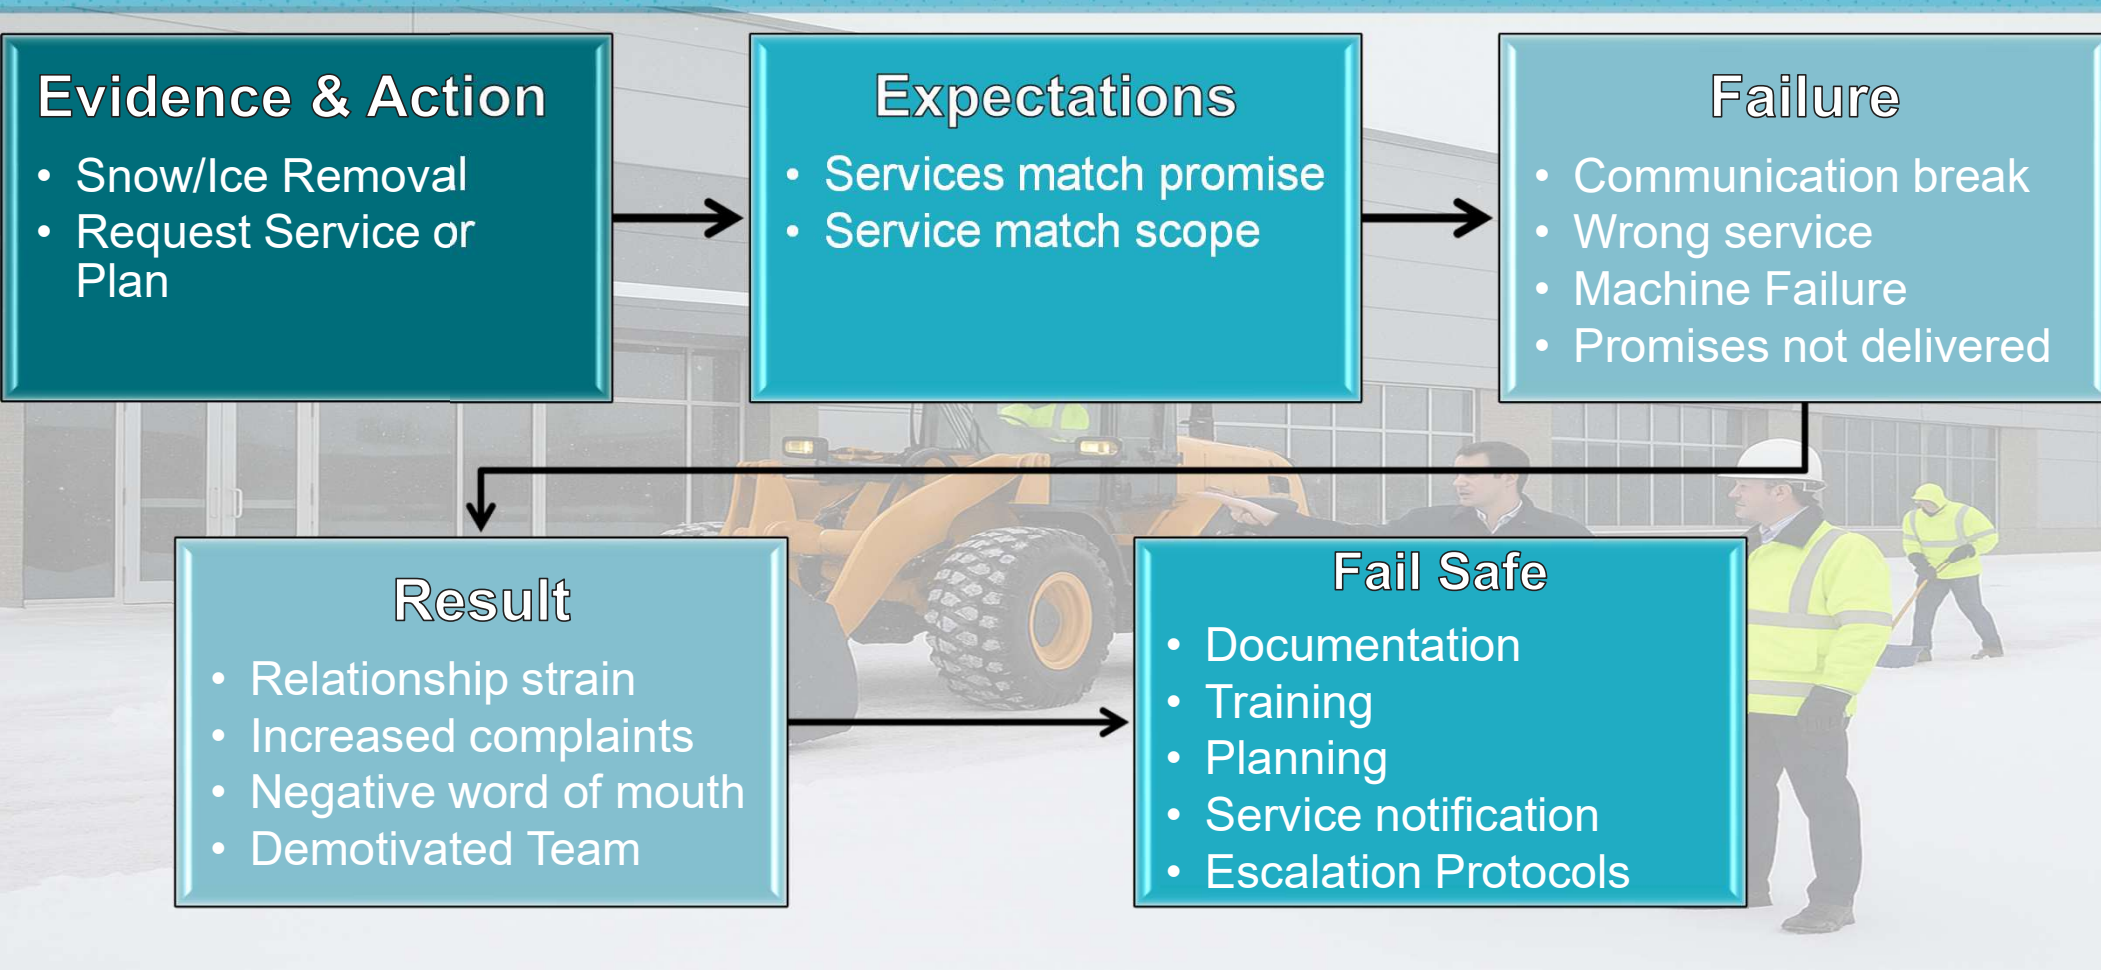 Evidence & Action
• Snow/Ice Removal
• Request Service or
Plan
Expectations
• Services match promise
• Service match scope
Failure
• Communication break
• Wrong service
• Machine Failure
• Promises not delivered
Result
• Relationship strain
• Increased complaints
• Negative word of mouth
• Demotivated Team
Fail Safe
• Documentation
• Training
• Planning
• Service notification
• Escalation Protocols